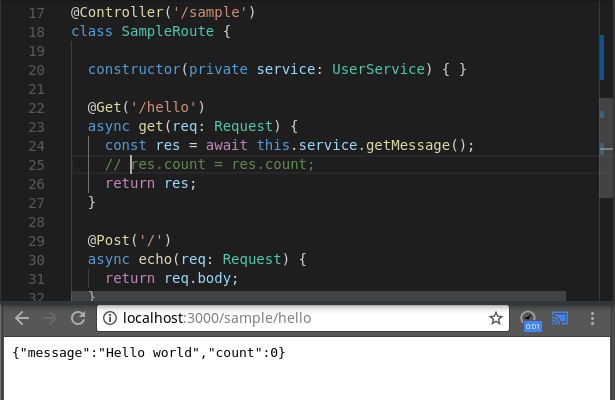 17 @Controller('/sample')
18 class SampleRoute {
19
20 constructor(private service: UserService) { }
21
22 @Get('/hello')
23 async get(req: Request) {
24 const res = await this.service.getMessage();
25 // res.count = res.count;
26 return res;
27 }
28
29 @Post('/')
30 async echo(req: Request) {
31 return req.body;
32 }
localhost:3000/sample/hello
0:01
{"message":"Hello world","count":0}